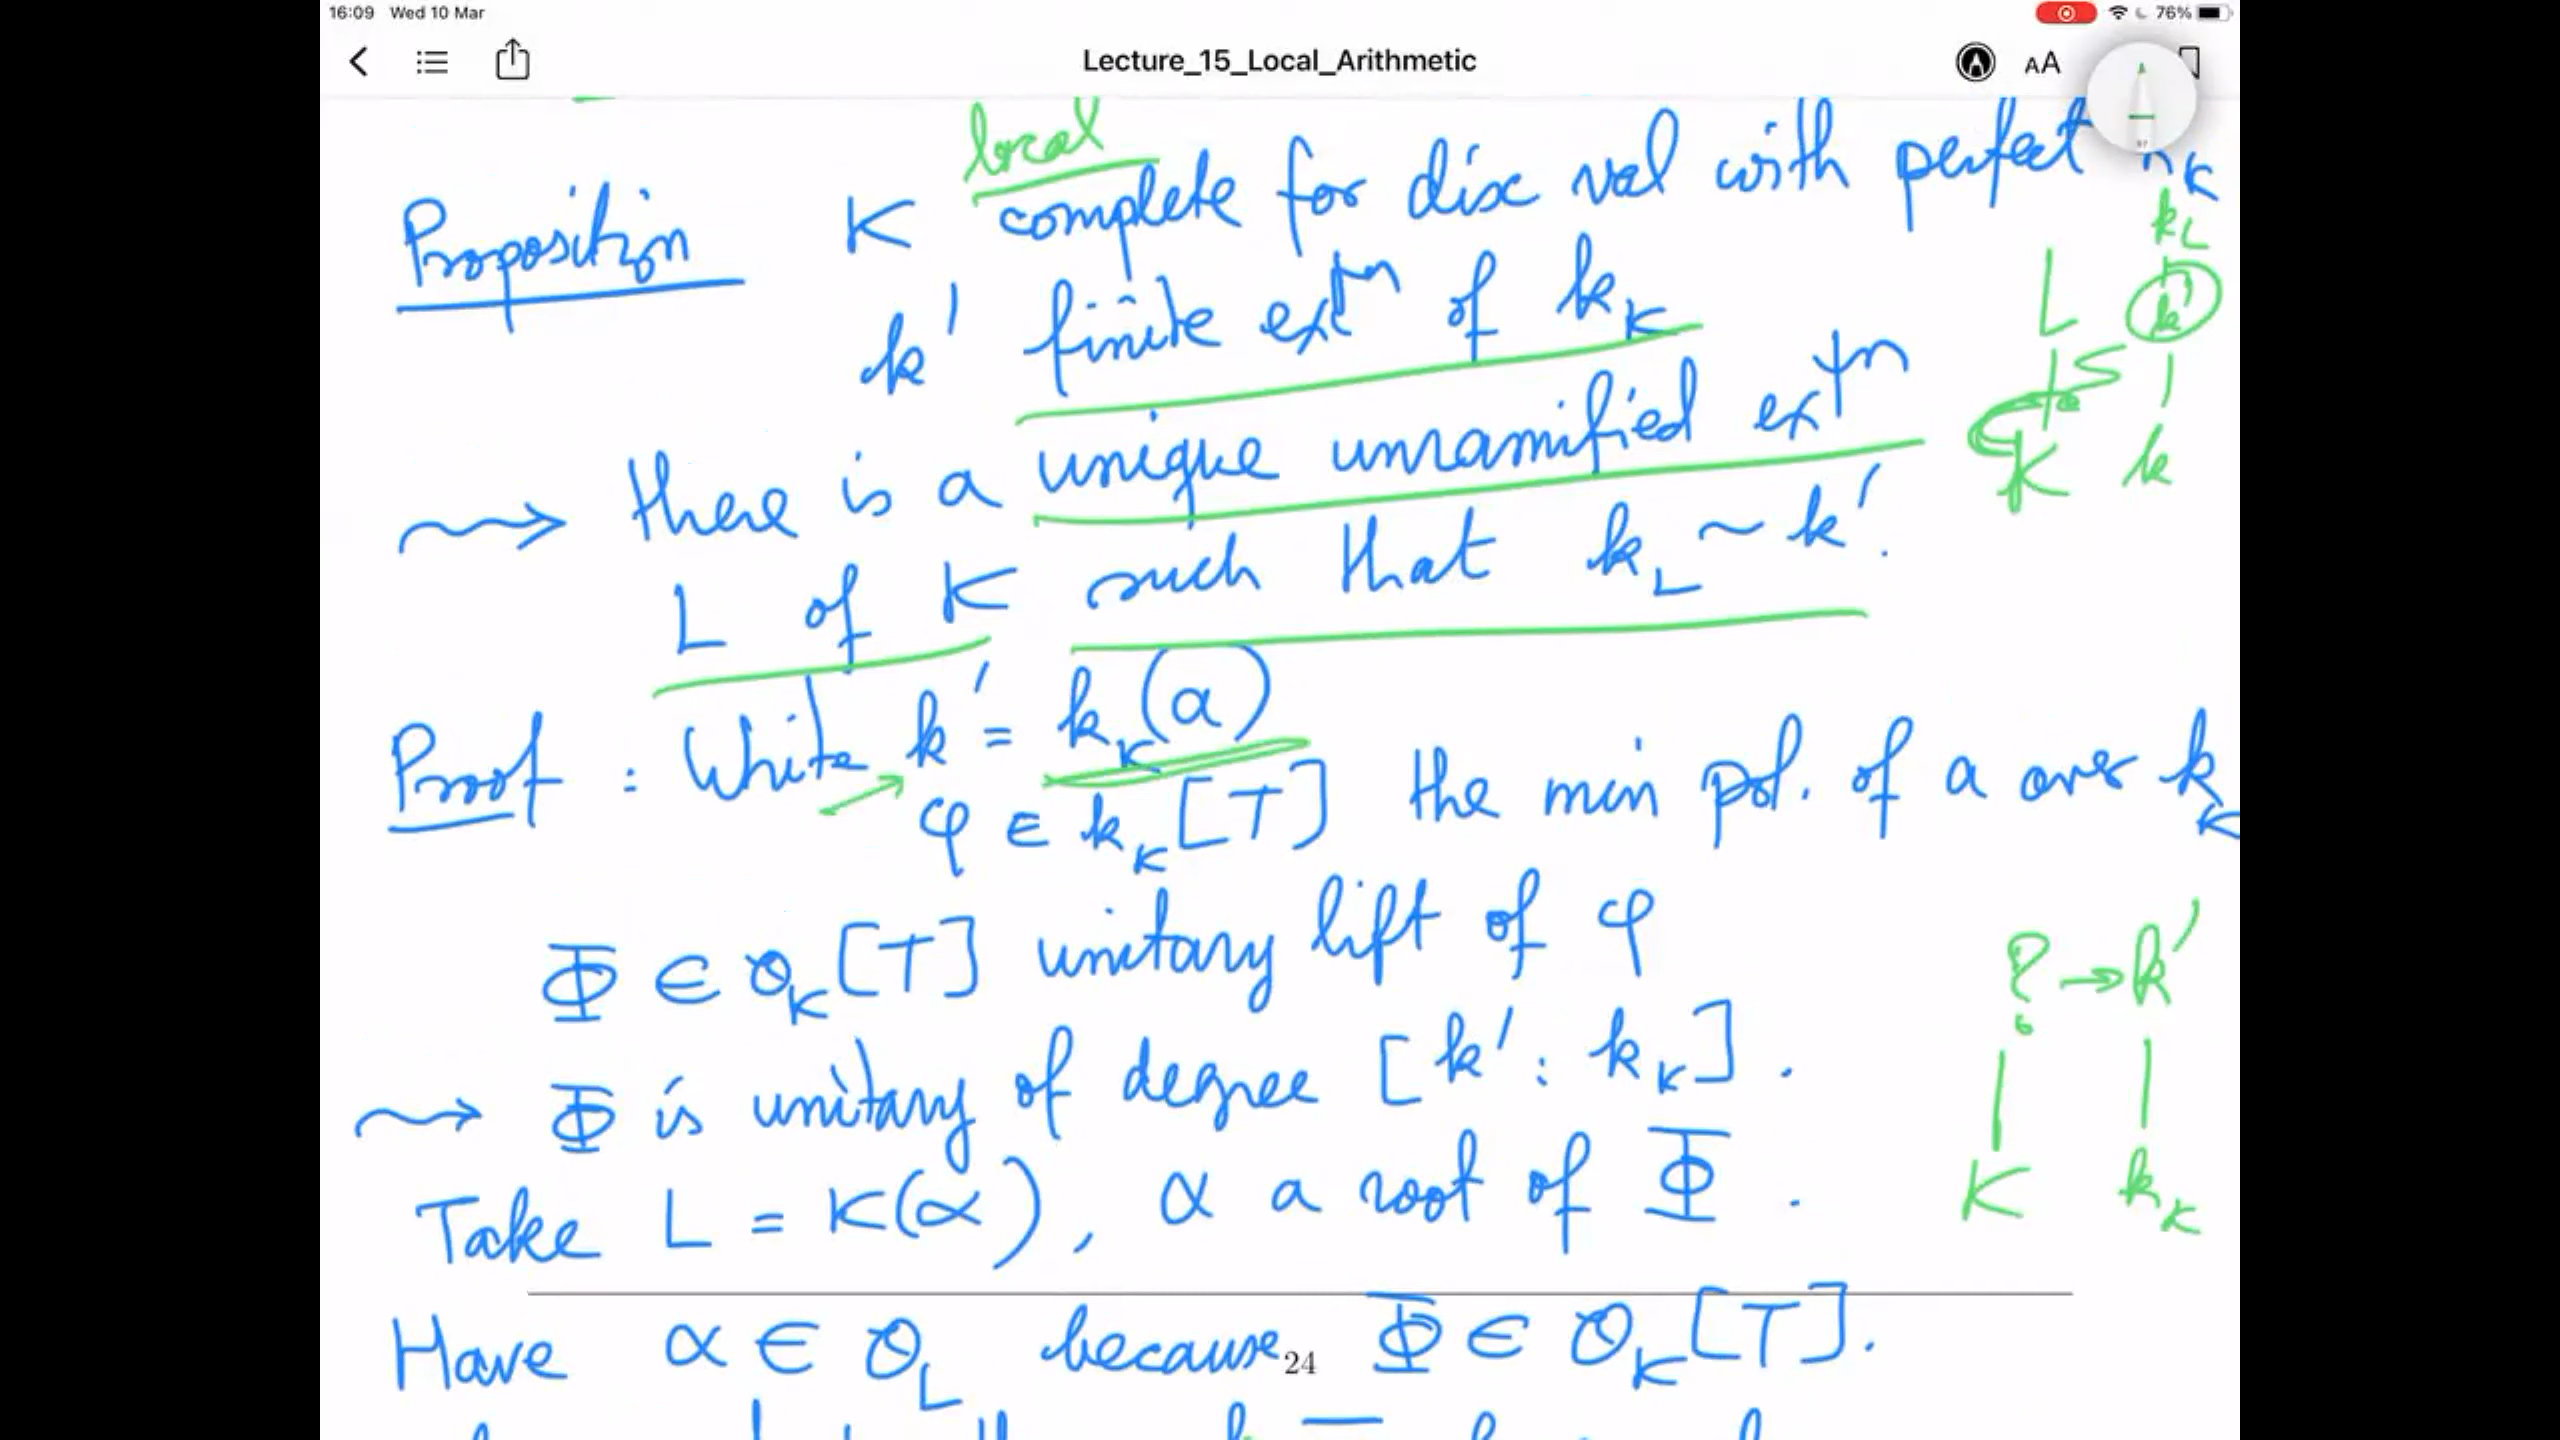 16:09 Wed 10 Mar 76%
Lecture_15_Local_Arithmetic AA
local
Proposition K complete for disc val with perfect k_K
k' finite ext^n of k_K
⇝ there is a unique unramified ext^n
L of K such that k_L ~ k'.
L k_L
k'
K k
Proof : Write k' = k_K(a)
φ ∈ k_K[T] the min pol. of a over k_K
Φ ∈ O_K[T] unitary lift of φ
? → k'
⇝ Φ is unitary of degree [k' : k_K].
Take L = K(α), α a root of Φ.
K k_K
Have α ∈ O_L because Φ ∈ O_K[T].
24